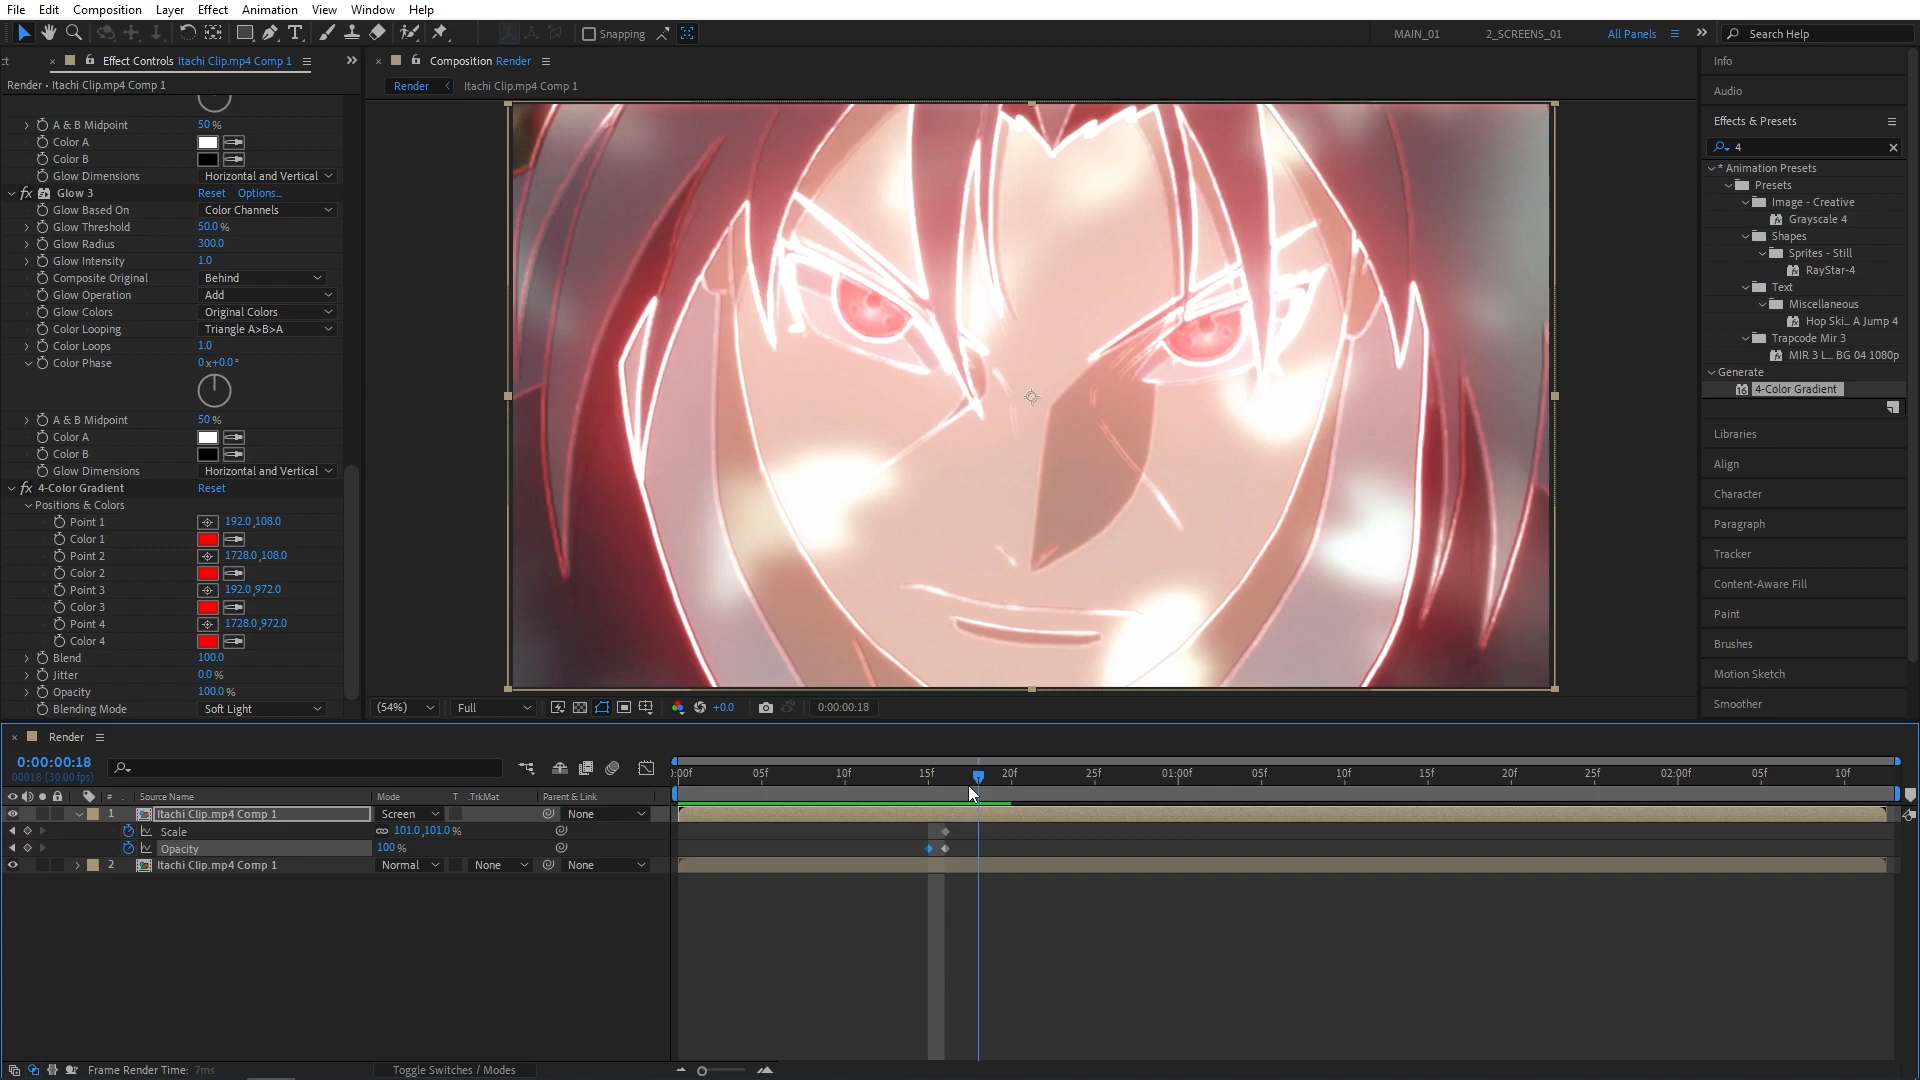 File Edit Composition Layer Effect Animation View Window Help
Snapping
MAIN_01 2_SCREENS_01 All Panels Search Help
Effect Controls Itachi Clip.mp4 Comp 1
Composition Render
Render • Itachi Clip.mp4 Comp 1
Render Itachi Clip.mp4 Comp 1
A & B Midpoint 50 %
Color A
Color B
Glow Dimensions Horizontal and Vertical
fx Glow 3 Reset Options...
Glow Based On Color Channels
Glow Threshold 50.0 %
Glow Radius 300.0
Glow Intensity 1.0
Composite Original Behind
Glow Operation Add
Glow Colors Original Colors
Color Looping Triangle A>B>A
Color Loops 1.0
Color Phase 0 x+0.0 °
A & B Midpoint 50 %
Color A
Color B
Glow Dimensions Horizontal and Vertical
fx 4-Color Gradient Reset
Positions & Colors
Point 1 192.0 ,108.0
Color 1
Point 2 1728.0 ,108.0
Color 2
Point 3 192.0 ,972.0
Color 3
Point 4 1728.0 ,972.0
Color 4
Blend 100.0
Jitter 0.0 %
Opacity 100.0 %
Blending Mode Soft Light
(54%) Full +0.0 0:00:00:18
Info
Audio
Effects & Presets
4
* Animation Presets
Presets
Image - Creative
Grayscale 4
Shapes
Sprites - Still
RayStar-4
Text
Miscellaneous
Hop Ski... A Jump 4
Trapcode Mir 3
MIR 3 L... BG 04 1080p
Generate
4-Color Gradient
Libraries
Align
Character
Paragraph
Tracker
Content-Aware Fill
Paint
Brushes
Motion Sketch
Smoother
Render
0:00:00:18
00018 (30.00 fps)
:00f 05f 10f 15f 20f 25f 01:00f 05f 10f 15f 20f 25f 02:00f 05f 10f
# . Source Name Mode T .TrkMat Parent & Link
1 Itachi Clip.mp4 Comp 1 Screen None
Scale 101.0 ,101.0 %
Opacity 100 %
2 Itachi Clip.mp4 Comp 1 Normal None None
Frame Render Time: 7ms
Toggle Switches / Modes